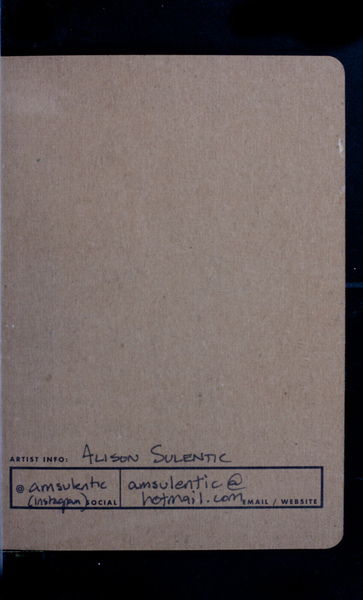 ARTIST INFO: ALISON SULENTIC
@ amsulentic
(Instagram) SOCIAL
amsulentic@
hotmail.com EMAIL / WEBSITE